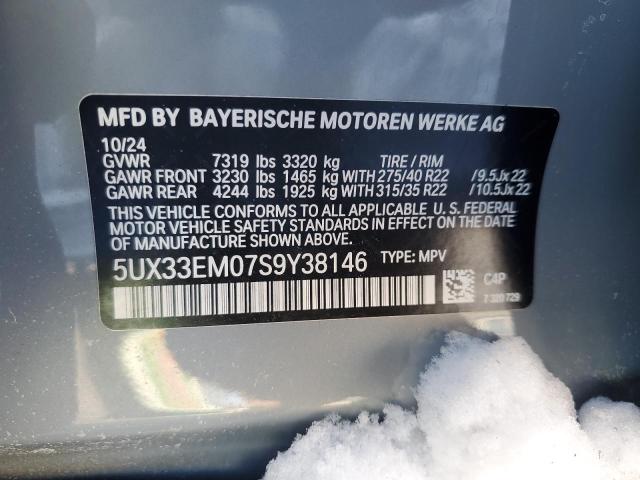 MFD BY BAYERISCHE MOTOREN WERKE AG
10/24
GVWR 7319 lbs 3320 kg TIRE / RIM
GAWR FRONT 3230 lbs 1465 kg WITH 275/40 R22 /9.5Jx22
GAWR REAR 4244 lbs 1925 kg WITH 315/35 R22 /10.5Jx22
THIS VEHICLE CONFORMS TO ALL APPLICABLE U. S. FEDERAL
MOTOR VEHICLE SAFETY STANDARDS IN EFFECT ON THE DATE
OF MANUFACTURE SHOWN ABOVE.
5UX33EM07S9Y38146 TYPE: MPV
C4P
7 320 729